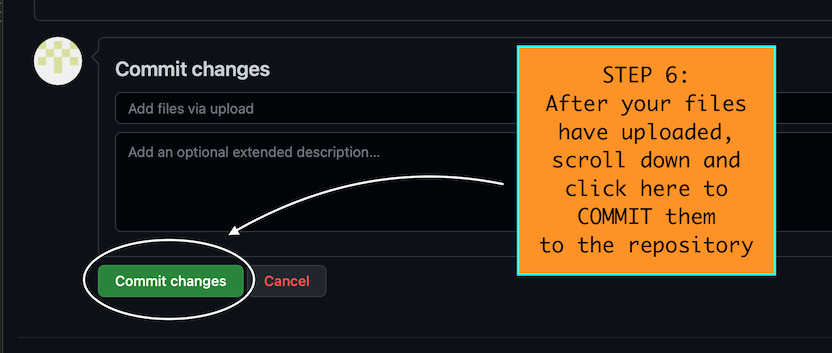 Commit changes
Add files via upload
Add an optional extended description...
Commit changes
Cancel
STEP 6:
After your files
have uploaded,
scroll down and
click here to
COMMIT them
to the repository